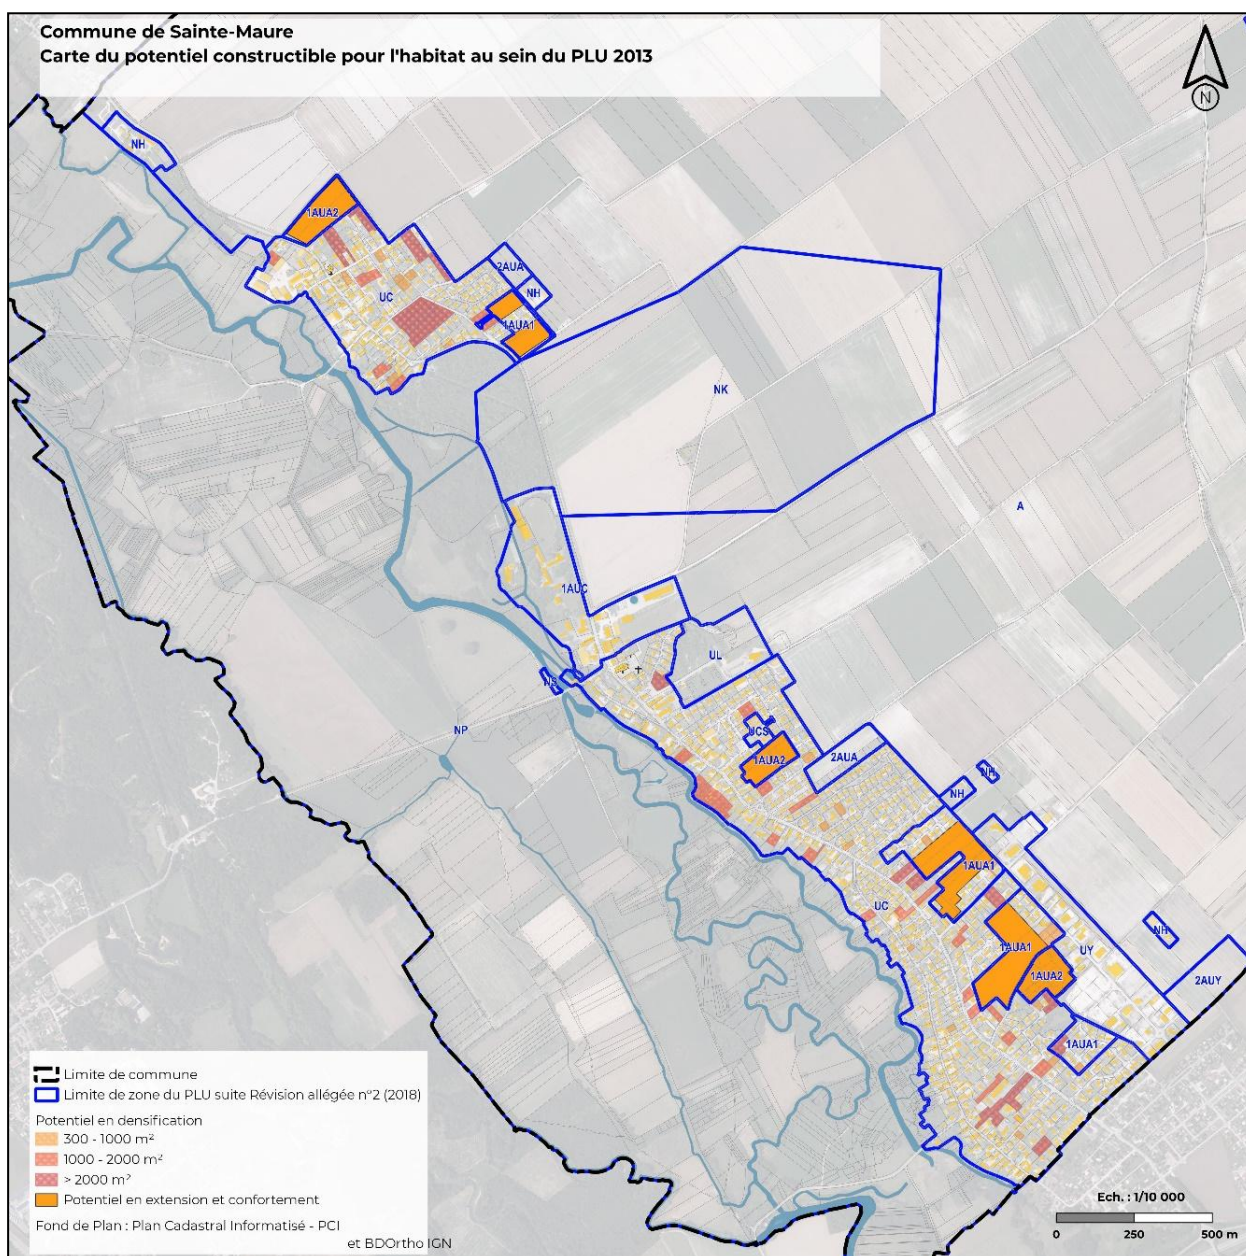 Commune de Sainte-Maure
Carte du potentiel constructible pour l'habitat au sein du PLU 2013
N
NH
1AUA2
2AUA
NH
UC
1AUA1
NK
A
1AUC
UL
NS
NP
UCS
1AUA2
2AUA
NH
NH
1AUA1
UC
NH
1AUA1
UY
1AUA2
2AUY
1AUA1
Limite de commune
Limite de zone du PLU suite Révision allégée n°2 (2018)
Potentiel en densification
300 - 1000 m²
1000 - 2000 m²
> 2000 m²
Potentiel en extension et confortement
Fond de Plan : Plan Cadastral Informatisé - PCI
et BDOrtho IGN
Ech. : 1/10 000
0 250 500 m